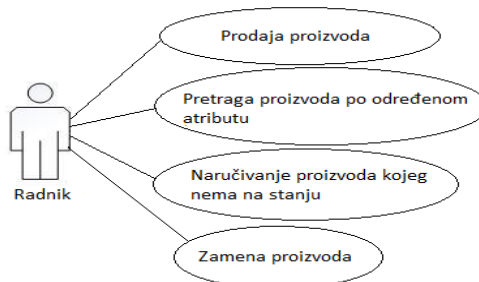 Prodaja proizvoda
Pretraga proizvoda po određenom
atributu
Naručivanje proizvoda kojeg
nema na stanju
Radnik
Zamena proizvoda